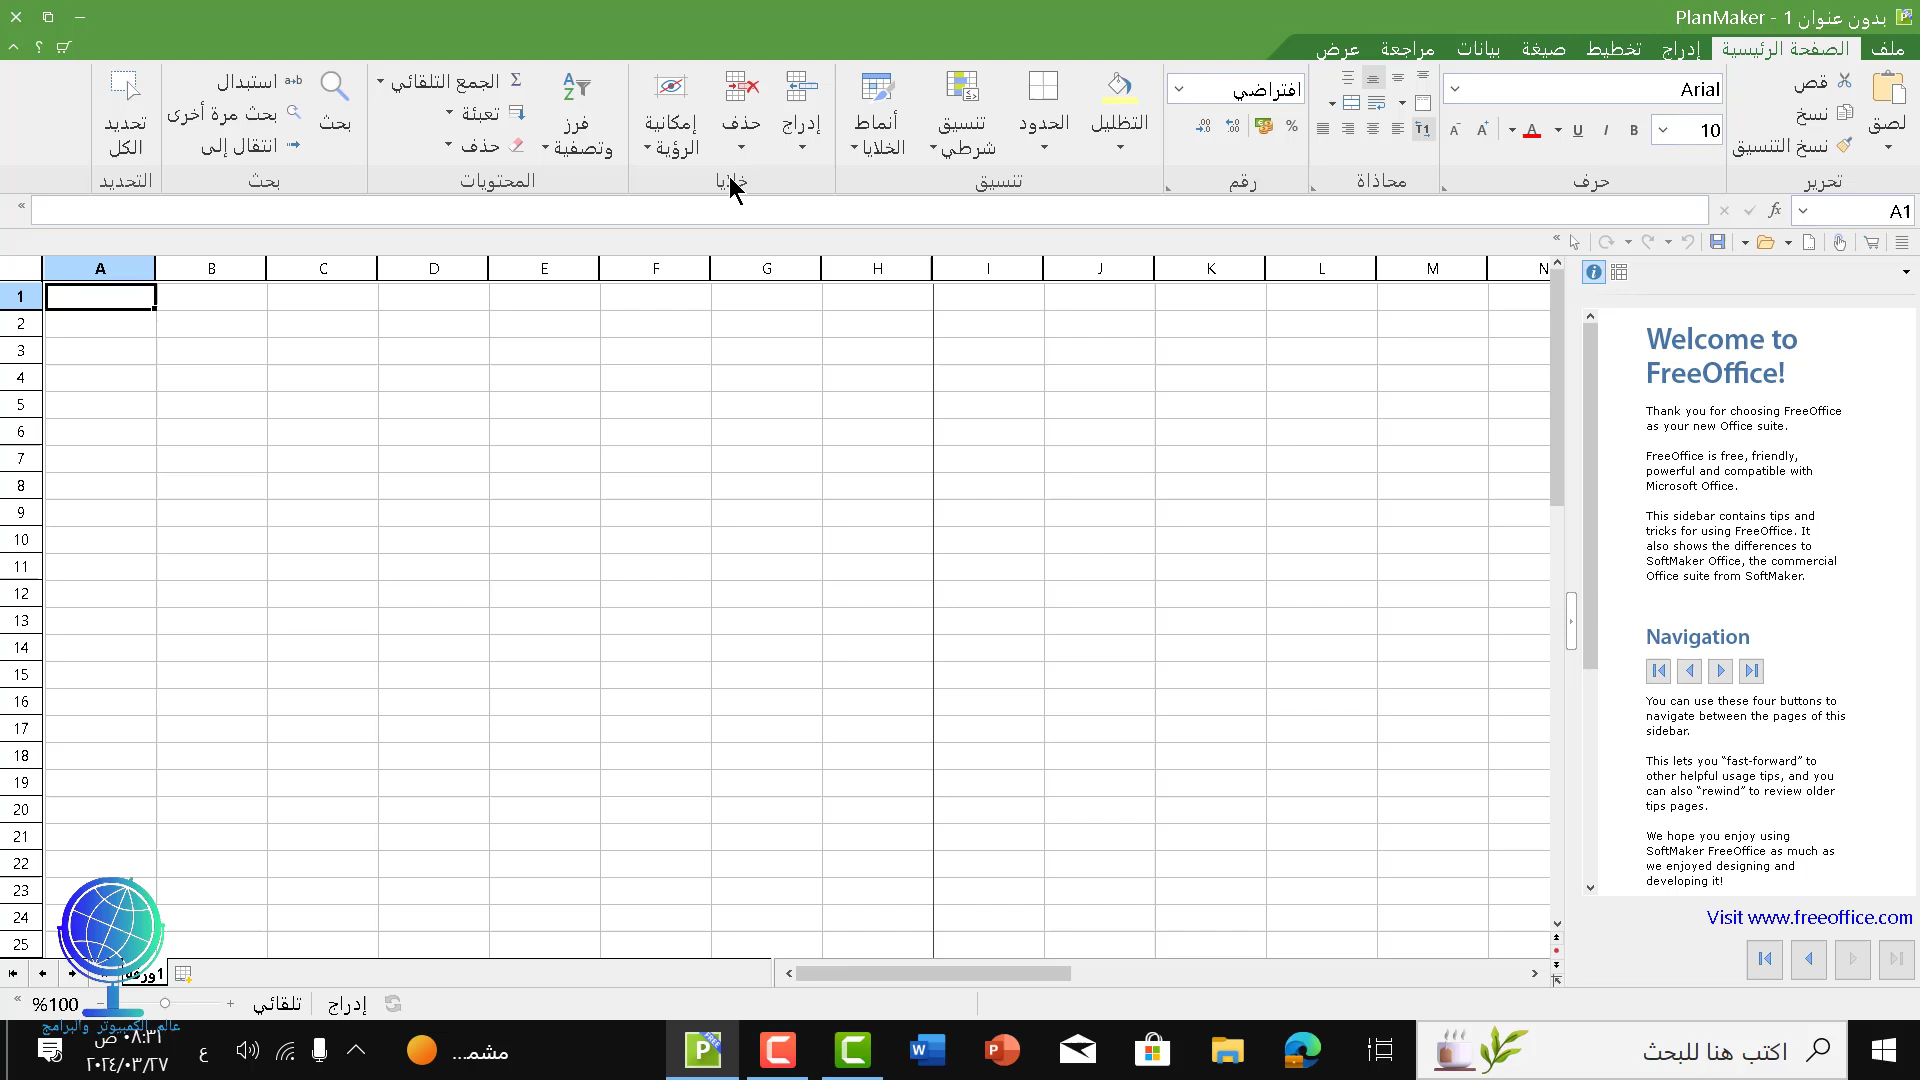 بدون عنوان 1 - PlanMaker
ملف
الصفحة الرئيسية
إدراج
تخطيط
صيغة
بيانات
مراجعة
عرض
لصق
قص
نسخ
نسخ التنسيق
تحرير
Arial
10
حرف
محاذاة
افتراضي
رقم
التظليل
الحدود
تنسيق شرطي
أنماط الخلايا
تنسيق
إدراج
حذف
إمكانية الرؤية
خلايا
فرز وتصفية
الجمع التلقائي
تعبئة
حذف
المحتويات
بحث
استبدال
بحث مرة أخرى
انتقال إلى
بحث
تحديد الكل
التحديد
A1
A B C D E F G H I J K L M N
1
2
3
4
5
6
7
8
9
10
11
12
13
14
15
16
17
18
19
20
21
22
23
24
25
Welcome to
FreeOffice!
Thank you for choosing FreeOffice
as your new Office suite.
FreeOffice is free, friendly,
powerful and compatible with
Microsoft Office.
This sidebar contains tips and
tricks for using FreeOffice. It
also shows the differences to
SoftMaker Office, the commercial
Office suite from SoftMaker.
Navigation
You can use these four buttons to
navigate between the pages of this
sidebar.
This lets you “fast-forward” to
other helpful usage tips, and you
can also “rewind” to review older
tips pages.
We hope you enjoy using
SoftMaker FreeOffice as much as
we enjoyed designing and
developing it!
Visit www.freeoffice.com
ورقة1
إدراج
تلقائي
%100
عالم الكمبيوتر والبرامج
اكتب هنا للبحث
مشمـ...
ع
٠٨:٣١ ص
٢٠٢٤/٠٣/٢٧